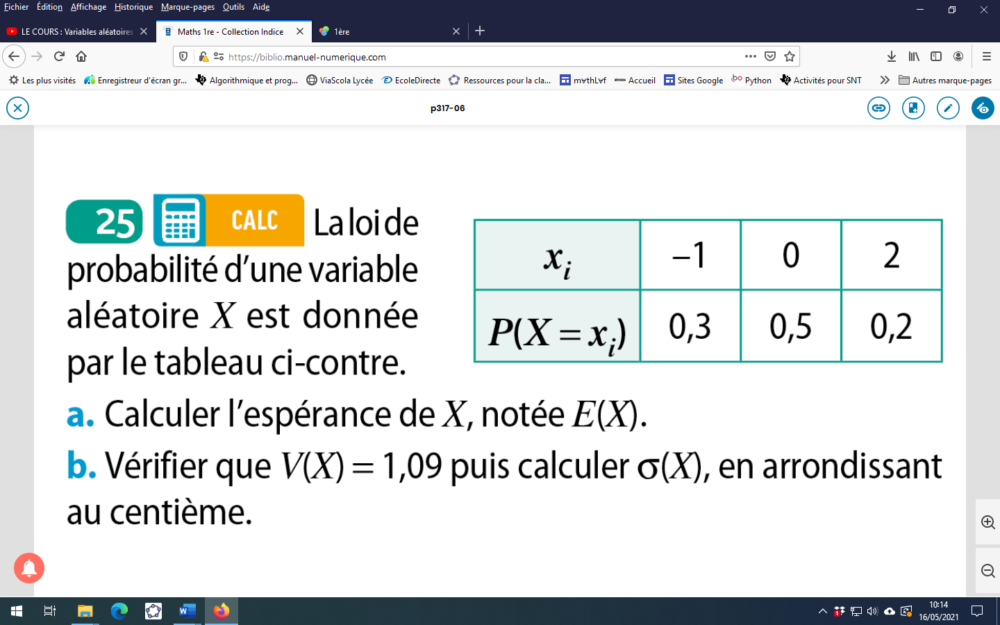 Fichier Édition Affichage Historique Marque-pages Outils Aide
LE COURS : Variables aléatoires
Maths 1re - Collection Indice
1ère
https://biblio.manuel-numerique.com
Les plus visités Enregistreur d'écran gr... Algorithmique et prog... ViaScola Lycée EcoleDirecte Ressources pour la cla... m∀thL∀f Accueil Sites Google Python Activités pour SNT Autres marque-pages
p317-06
25 CALC La loi de
probabilité d'une variable
aléatoire X est donnée
par le tableau ci-contre.
xi –1 0 2
P(X = xi) 0,3 0,5 0,2
a. Calculer l'espérance de X, notée E(X).
b. Vérifier que V(X) = 1,09 puis calculer σ(X), en arrondissant
au centième.
10:14
16/05/2021